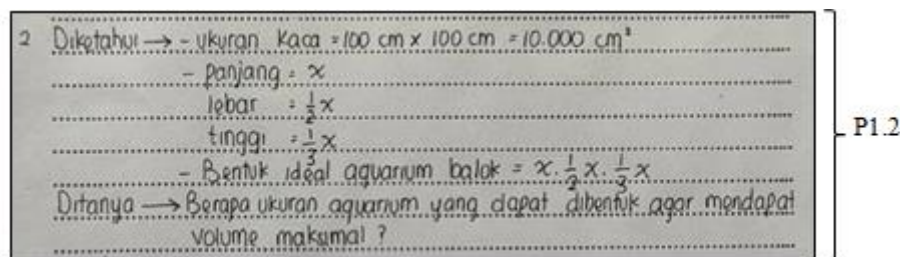 2 Diketahui → - ukuran kaca = 100 cm x 100 cm = 10.000 cm²
- panjang = x
lebar = 1/2 x
tinggi = 1/3 x
- Bentuk ideal aquarium balok = x . 1/2 x . 1/3 x
Ditanya → Berapa ukuran aquarium yang dapat dibentuk agar mendapat
volume maksimal ?
P1.2